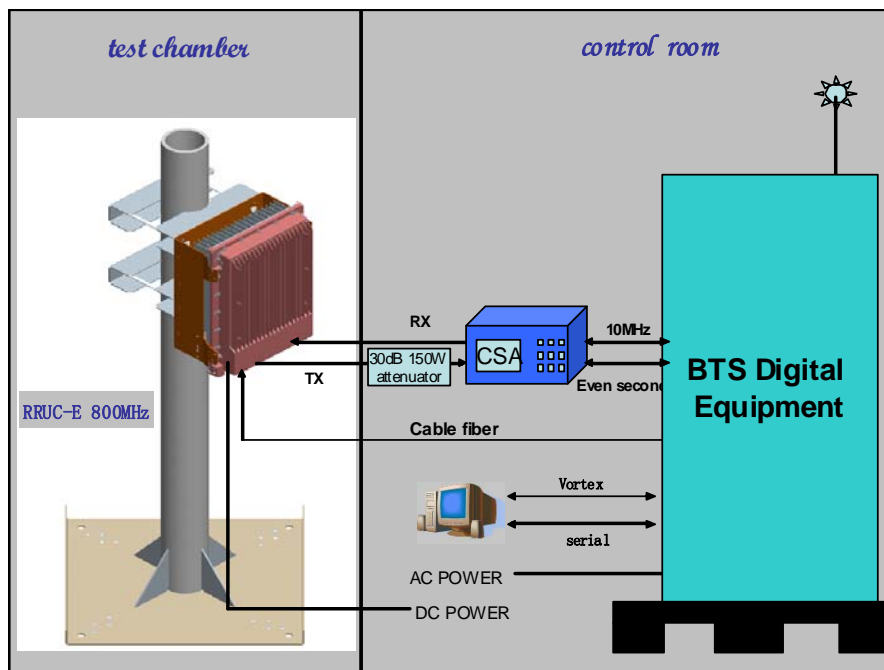 test chamber
control room
RX
10MHz
30dB 150W
attenuator
CSA
TX
Even second
BTS Digital
Equipment
RRUC-E 800MHz
Cable fiber
Vortex
serial
AC POWER
DC POWER